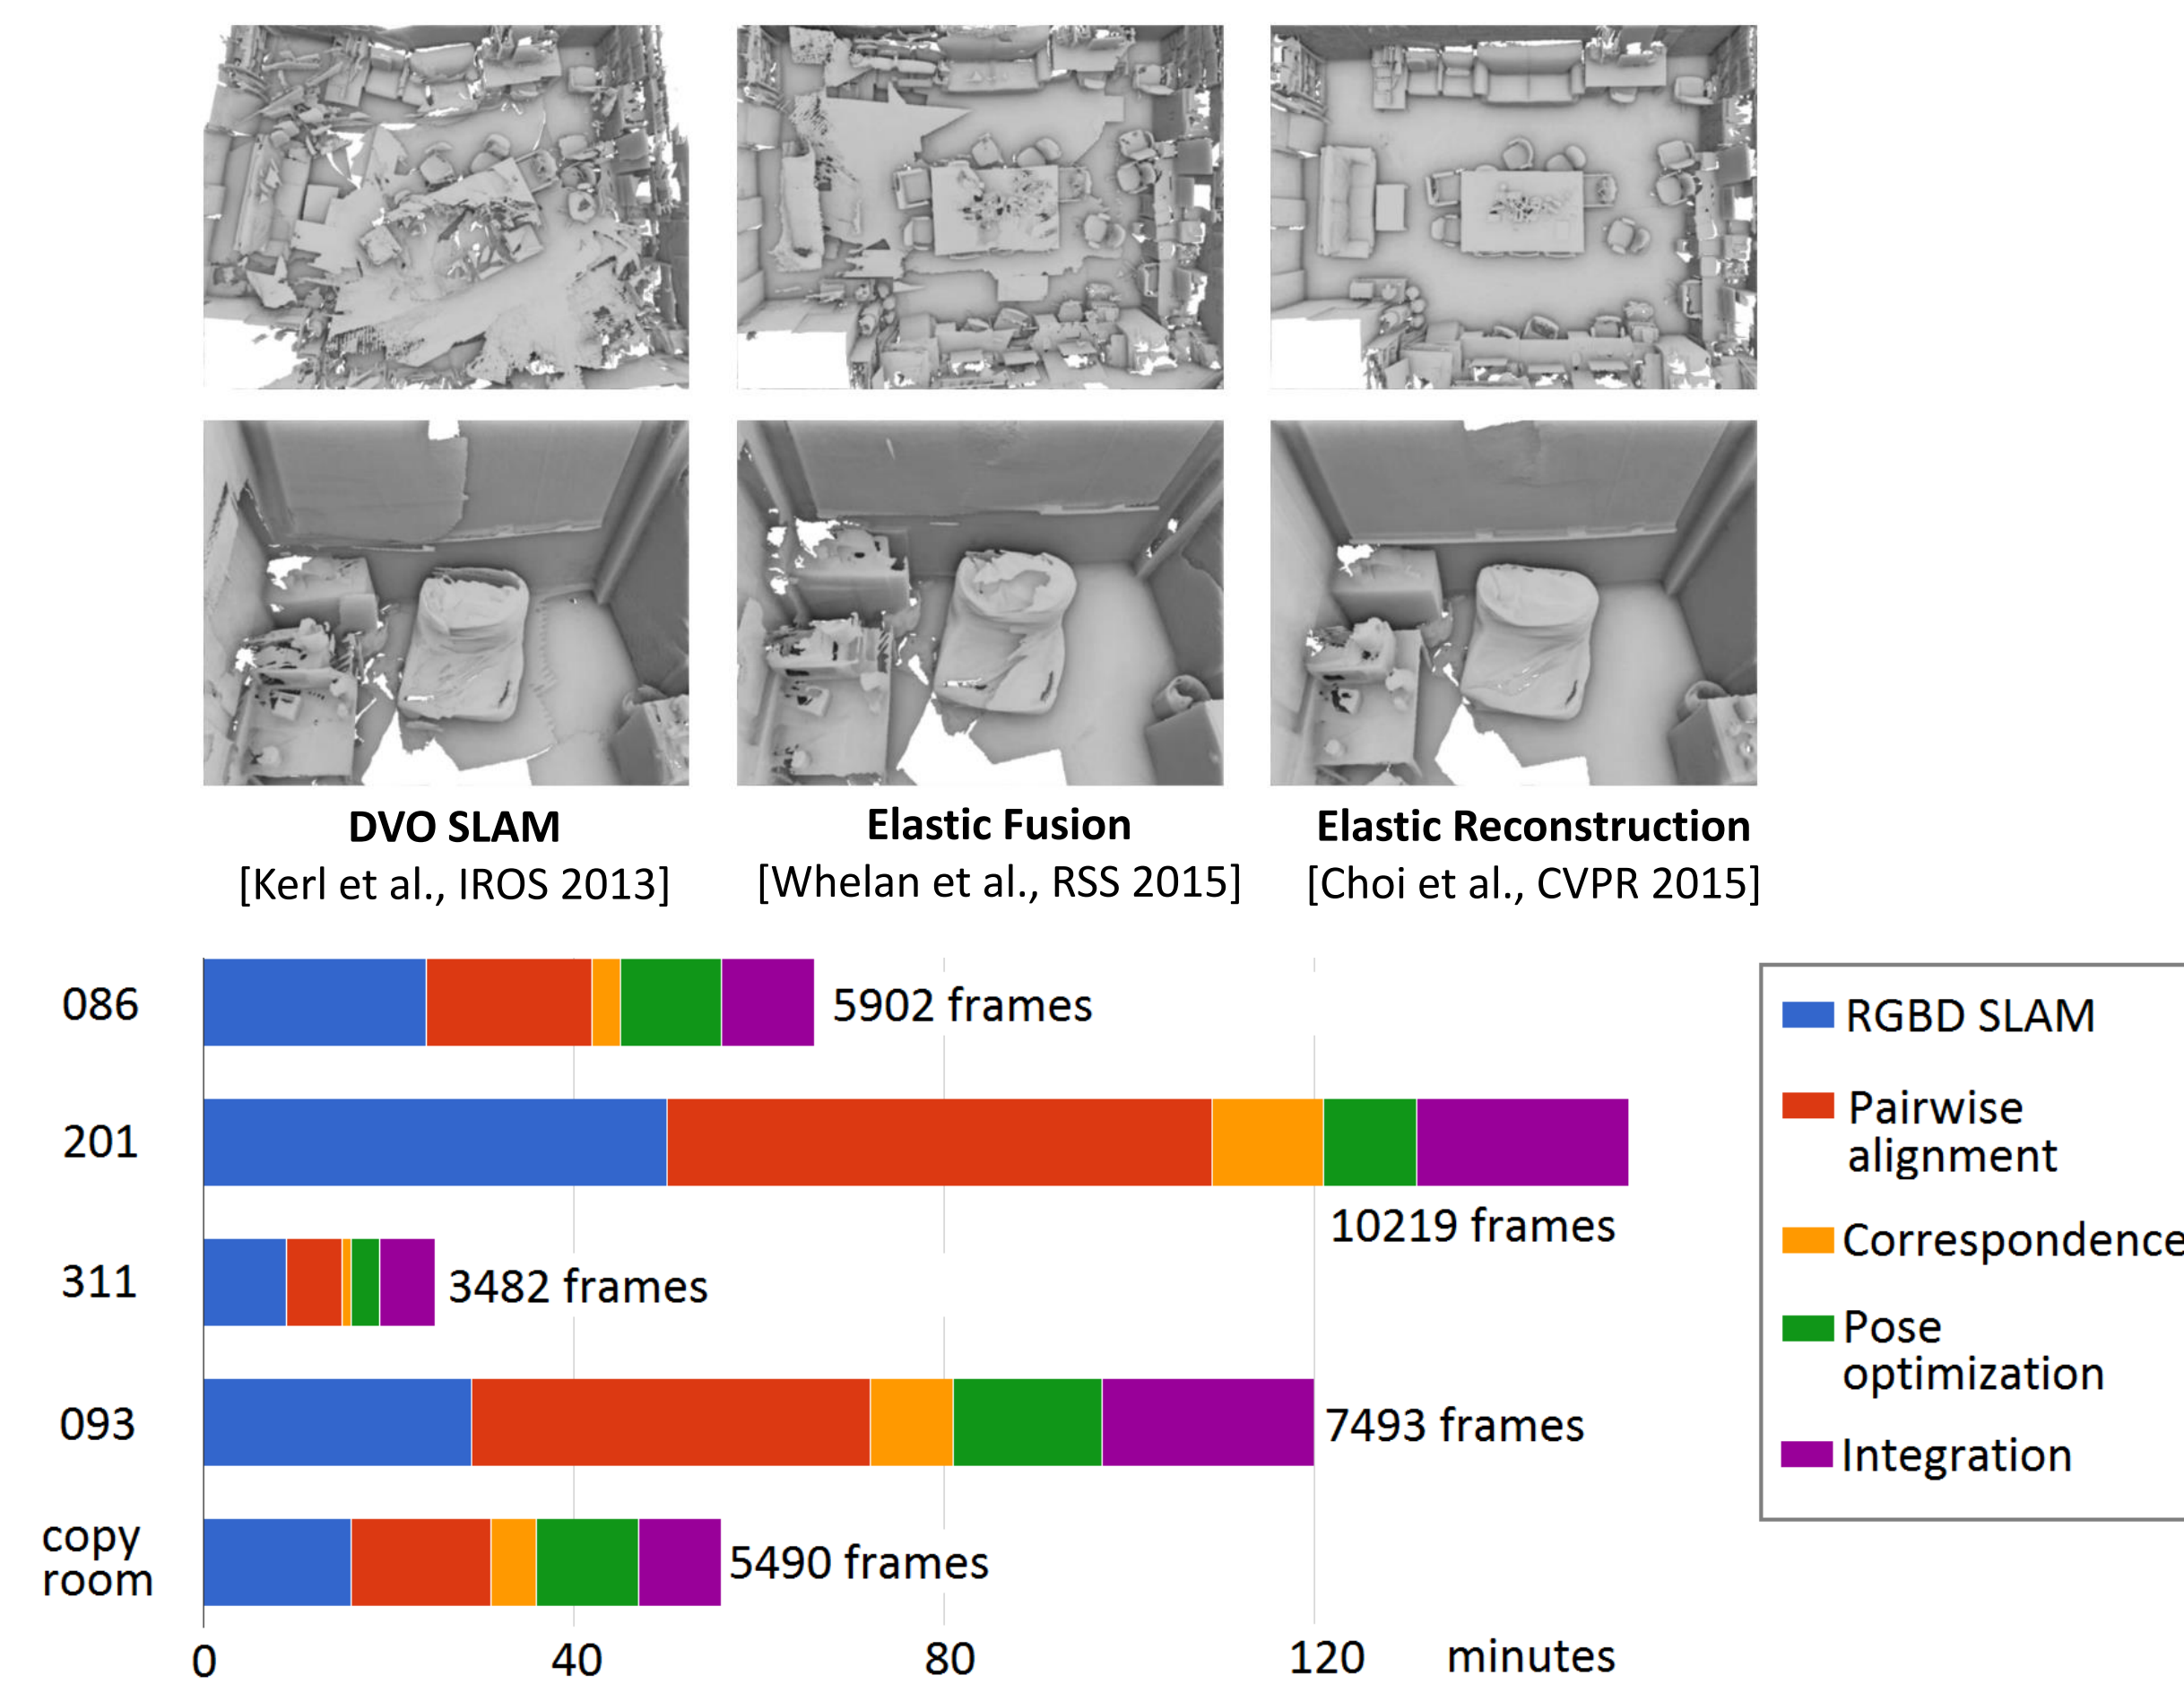 DVO SLAM
[Kerl et al., IROS 2013]
Elastic Fusion
[Whelan et al., RSS 2015]
Elastic Reconstruction
[Choi et al., CVPR 2015]
086
5902 frames
201
10219 frames
311
3482 frames
093
7493 frames
copy
room
5490 frames
0
40
80
120
minutes
RGBD SLAM
Pairwise
alignment
Correspondence
Pose
optimization
Integration